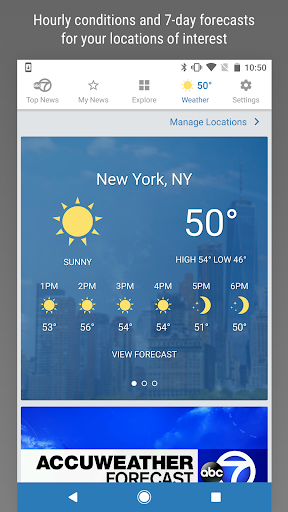 Hourly conditions and 7-day forecasts
for your locations of interest
10:50
abc 7 50°
Top News My News Explore Weather Settings
Manage Locations >
New York, NY
50°
SUNNY HIGH 54° LOW 46°
1PM 2PM 3PM 4PM 5PM 6PM
53° 56° 54° 54° 51° 50°
VIEW FORECAST
ACCUWEATHER
FORECAST
abc 7